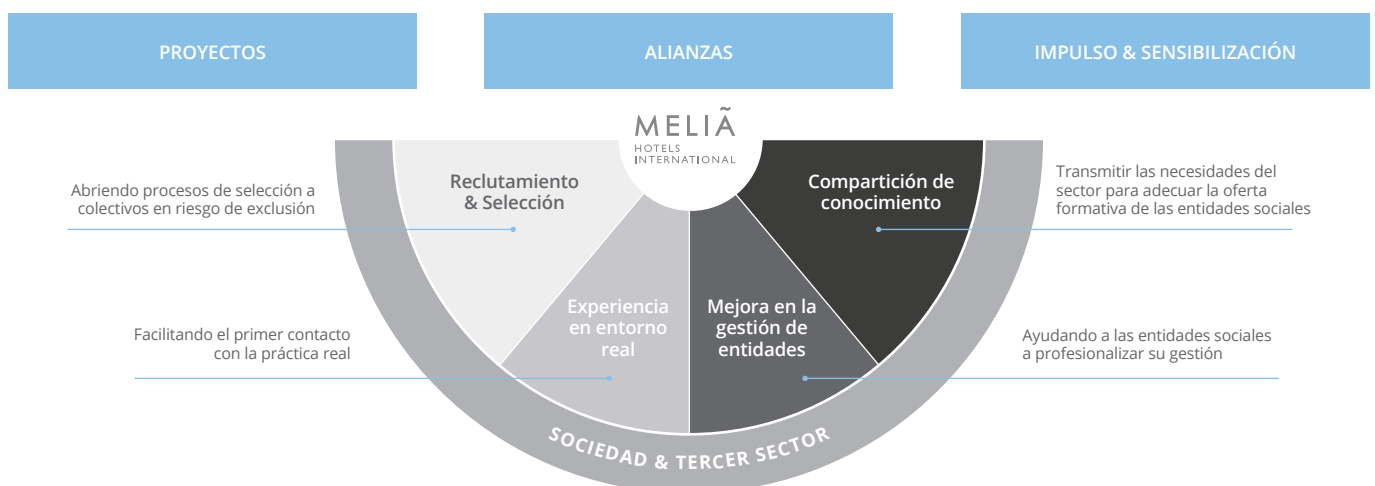 PROYECTOS
ALIANZAS
IMPULSO & SENSIBILIZACIÓN
MELIÃ
HOTELS
INTERNATIONAL
Abriendo procesos de selección a
colectivos en riesgo de exclusión
Reclutamiento
& Selección
Compartición de
conocimiento
Transmitir las necesidades del
sector para adecuar la oferta
formativa de las entidades sociales
Facilitando el primer contacto
con la práctica real
Experiencia
en entorno
real
Mejora en la
gestión de
entidades
Ayudando a las entidades sociales
a profesionalizar su gestión
SOCIEDAD & TERCER SECTOR